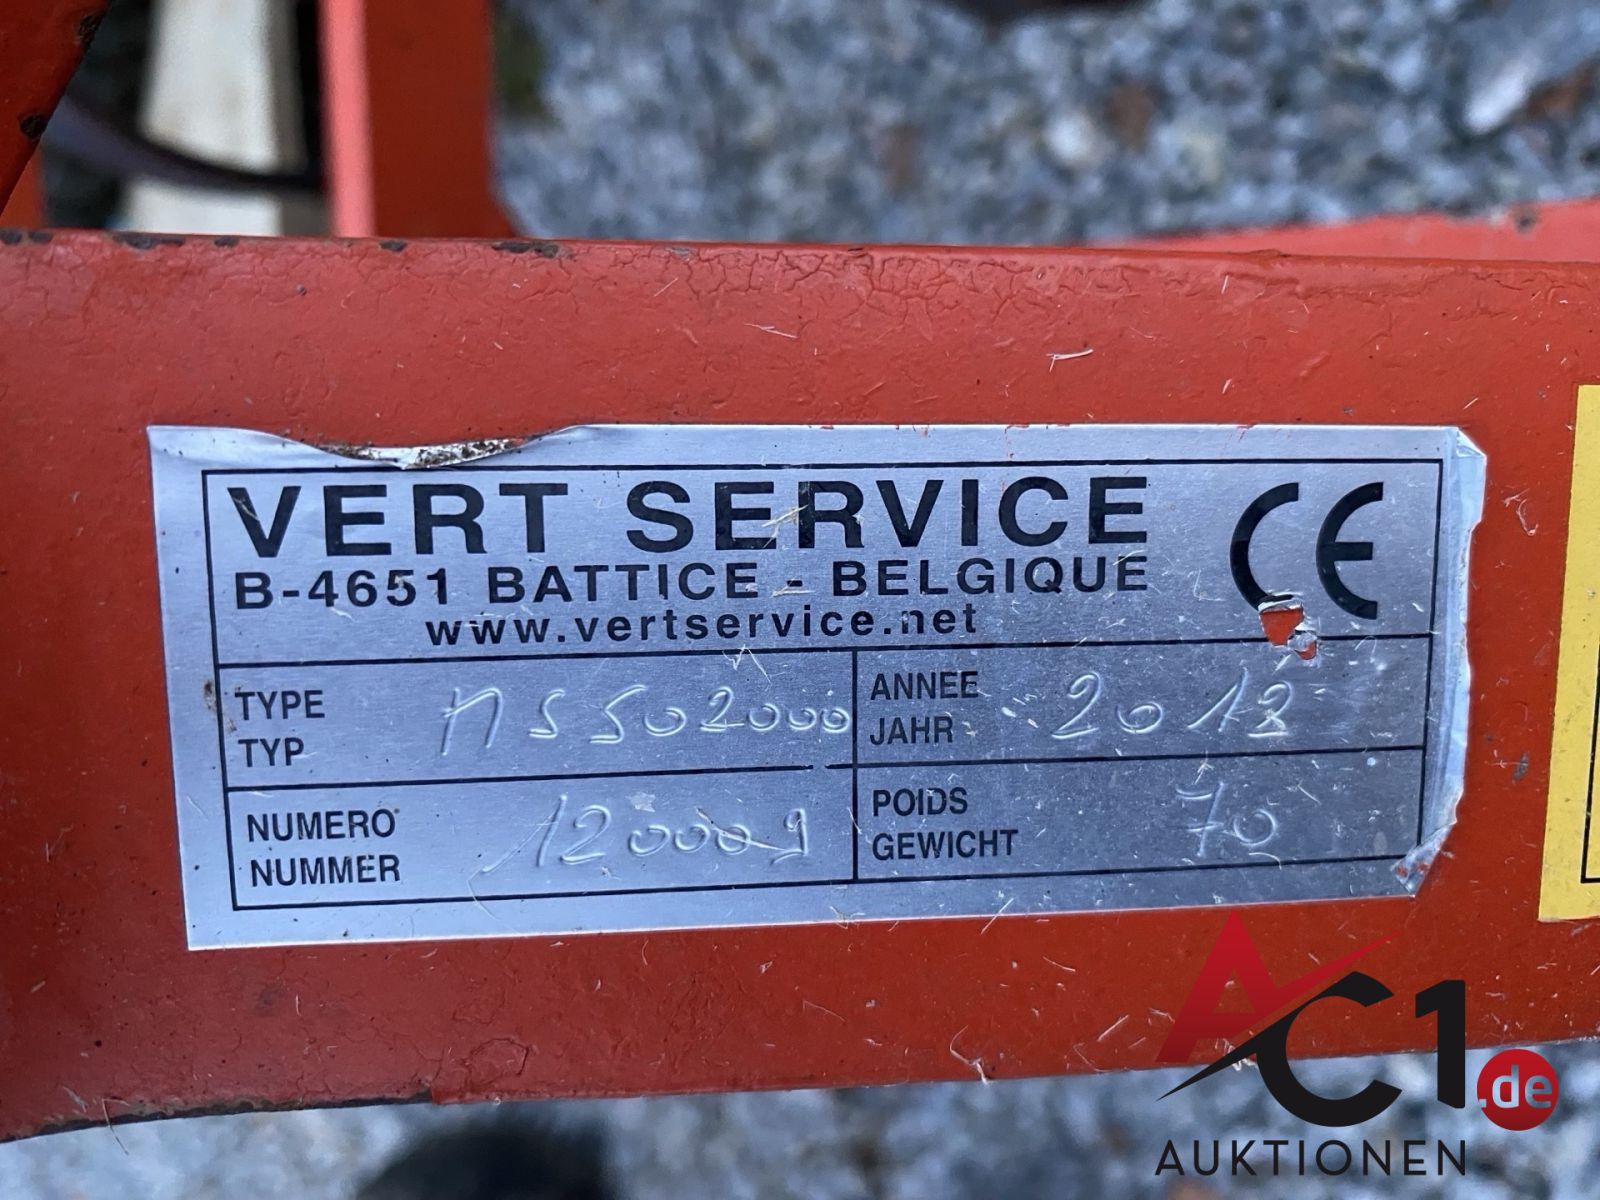 VERT SERVICE
CE
B-4651 BATTICE - BELGIQUE
www.vertservice.net
TYPE
TYP
MS502000
ANNEE
JAHR
2012
NUMERO
NUMMER
120009
POIDS
GEWICHT
70
AC1.de
AUKTIONEN